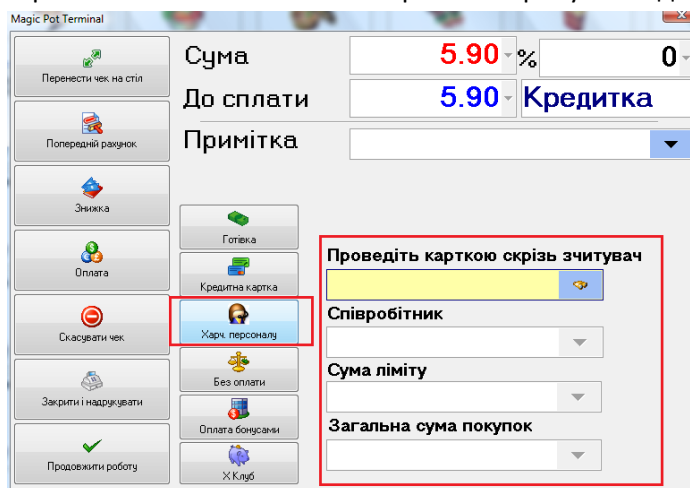 Magic Pot Terminal
Перенести чек на стіл
Попередній рахунок
Знижка
Оплата
Скасувати чек
Закрити і надрукувати
Продовжити роботу
Сума
5.90
%
0
До сплати
5.90
Кредитка
Примітка
Готівка
Кредитна картка
Харч. персоналу
Без оплати
Оплата бонусами
X Клуб
Проведіть карткою скрізь зчитувач
Співробітник
Сума ліміту
Загальна сума покупок